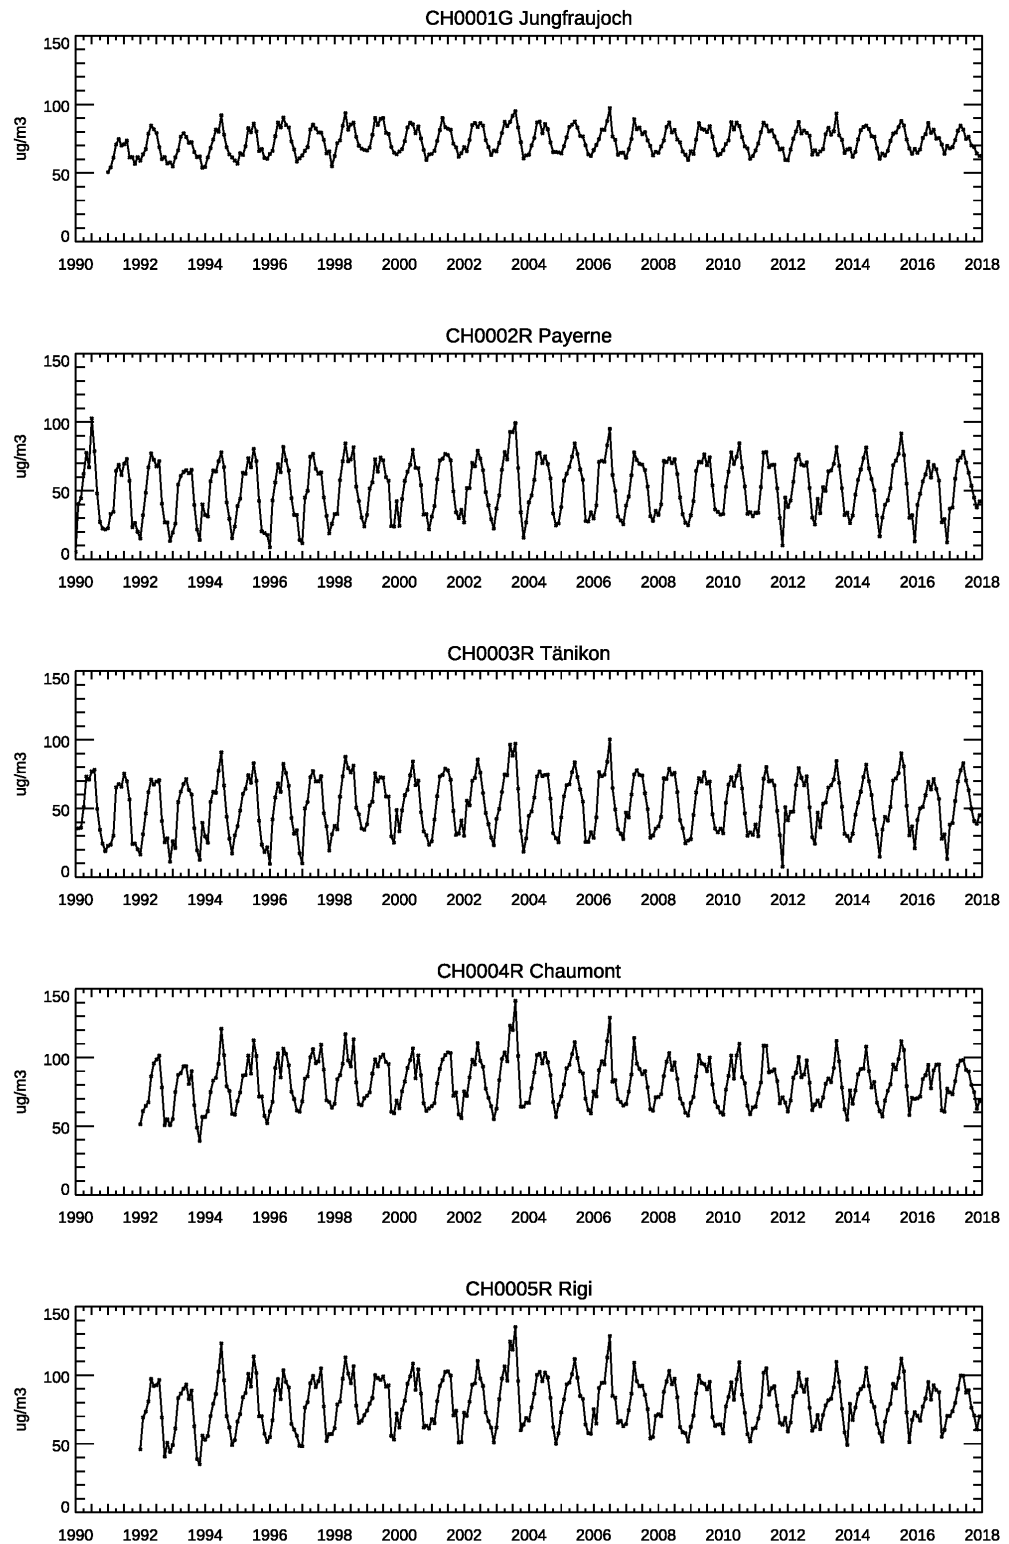 CH0001G Jungfraujoch
150
100
50
0
ug/m3
1990 1992 1994 1996 1998 2000 2002 2004 2006 2008 2010 2012 2014 2016 2018
CH0002R Payerne
150
100
50
0
ug/m3
1990 1992 1994 1996 1998 2000 2002 2004 2006 2008 2010 2012 2014 2016 2018
CH0003R Tänikon
150
100
50
0
ug/m3
1990 1992 1994 1996 1998 2000 2002 2004 2006 2008 2010 2012 2014 2016 2018
CH0004R Chaumont
150
100
50
0
ug/m3
1990 1992 1994 1996 1998 2000 2002 2004 2006 2008 2010 2012 2014 2016 2018
CH0005R Rigi
150
100
50
0
ug/m3
1990 1992 1994 1996 1998 2000 2002 2004 2006 2008 2010 2012 2014 2016 2018